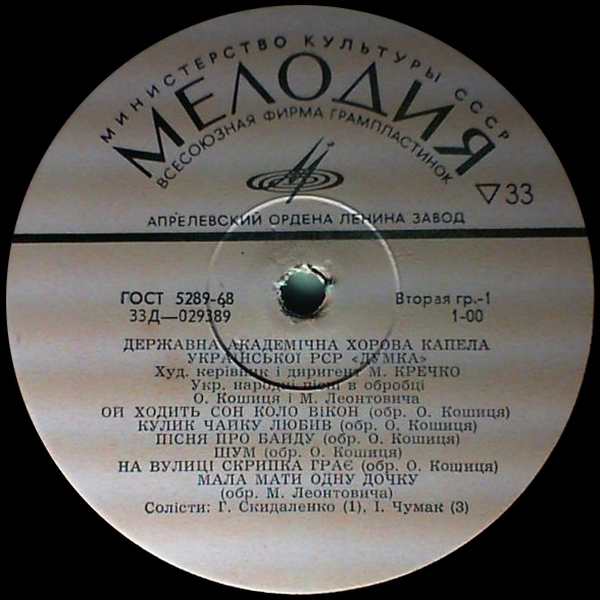 МИНИСТЕРСТВО КУЛЬТУРЫ СССР
МЕЛОДИЯ
ВСЕСОЮЗНАЯ ФИРМА ГРАМПЛАСТИНОК
33
АПРЕЛЕВСКИЙ ОРДЕНА ЛЕНИНА ЗАВОД
ГОСТ 5289-68 Вторая гр.-1
33Д—029389 1-00
ДЕРЖАВНА АКАДЕМІЧНА ХОРОВА КАПЕЛА
УКРАЇНСЬКОЇ РСР «ДУМКА»
Худ. керівник і диригент М. КРЕЧКО
Укр. народні пісні в обробці
О. Кошиця і М. Леонтовича
ОЙ ХОДИТЬ СОН КОЛО ВІКОН (обр. О. Кошиця)
КУЛИК ЧАЙКУ ЛЮБИВ (обр. О. Кошиця)
ПІСНЯ ПРО БАЙДУ (обр. О. Кошиця)
ШУМ (обр. О. Кошиця)
НА ВУЛИЦІ СКРИПКА ГРАЄ (обр. О. Кошиця)
МАЛА МАТИ ОДНУ ДОЧКУ
(обр. М. Леонтовича)
Солісти: Г. Скидаленко (1), І. Чумак (3)